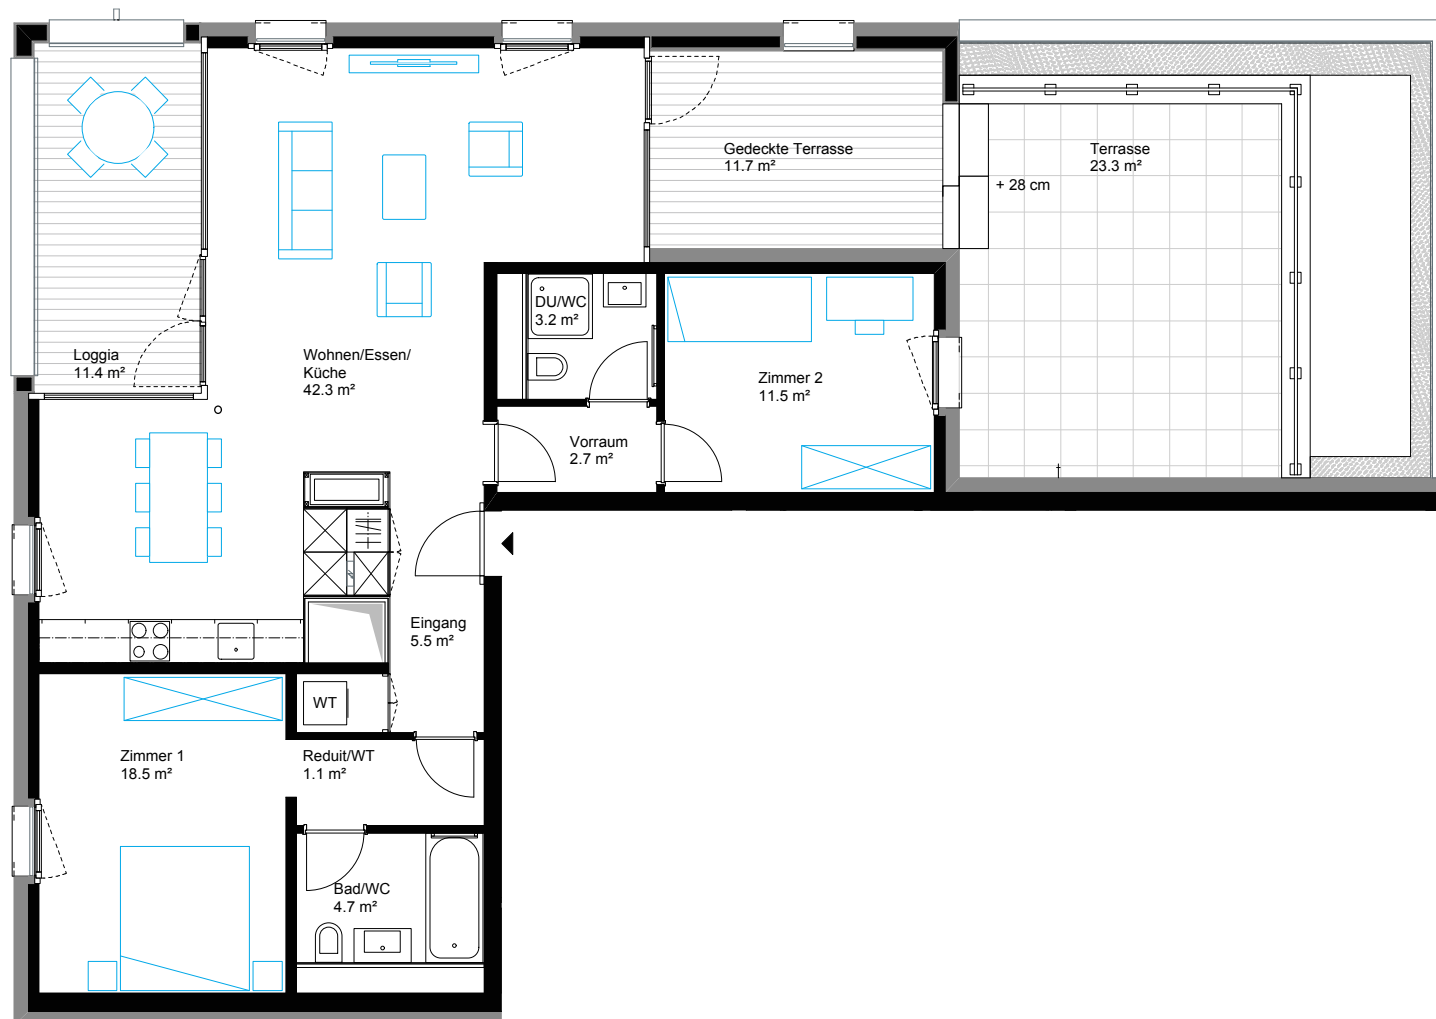 Gedeckte Terrasse
11.7 m²
Terrasse
23.3 m²
+ 28 cm
DU/WC
3.2 m²
Loggia
11.4 m²
Wohnen/Essen/
Küche
42.3 m²
Zimmer 2
11.5 m²
Vorraum
2.7 m²
Eingang
5.5 m²
WT
Zimmer 1
18.5 m²
Reduit/WT
1.1 m²
Bad/WC
4.7 m²